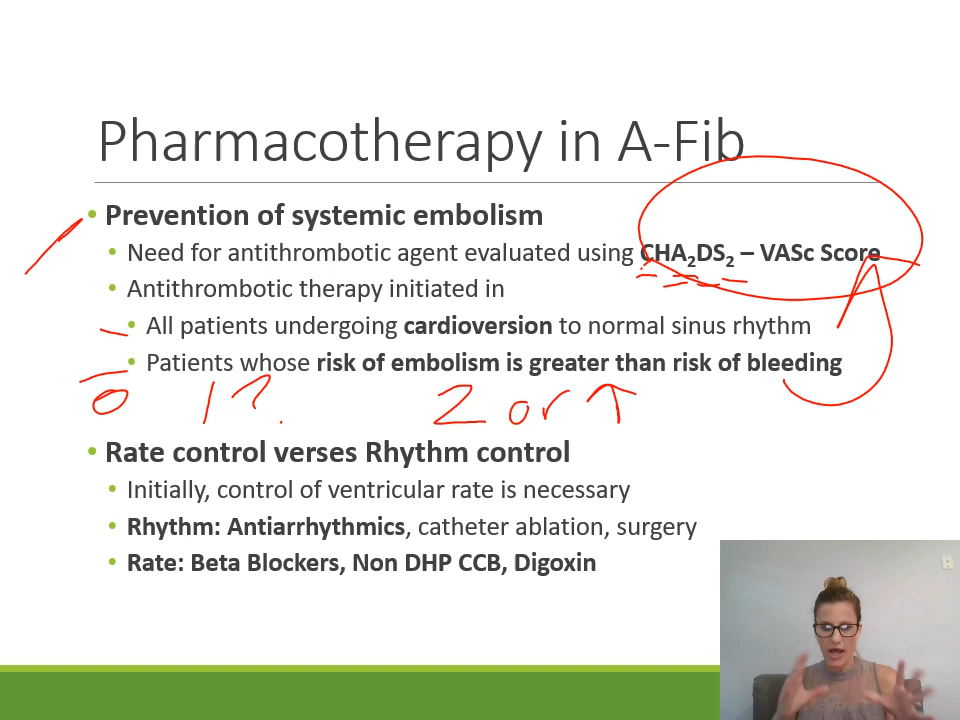 Pharmacotherapy in A-Fib
• Prevention of systemic embolism
• Need for antithrombotic agent evaluated using CHA2DS2 – VASc Score
• Antithrombotic therapy initiated in
• All patients undergoing cardioversion to normal sinus rhythm
• Patients whose risk of embolism is greater than risk of bleeding
0 1? 2 or ↑
• Rate control verses Rhythm control
• Initially, control of ventricular rate is necessary
• Rhythm: Antiarrhythmics, catheter ablation, surgery
• Rate: Beta Blockers, Non DHP CCB, Digoxin